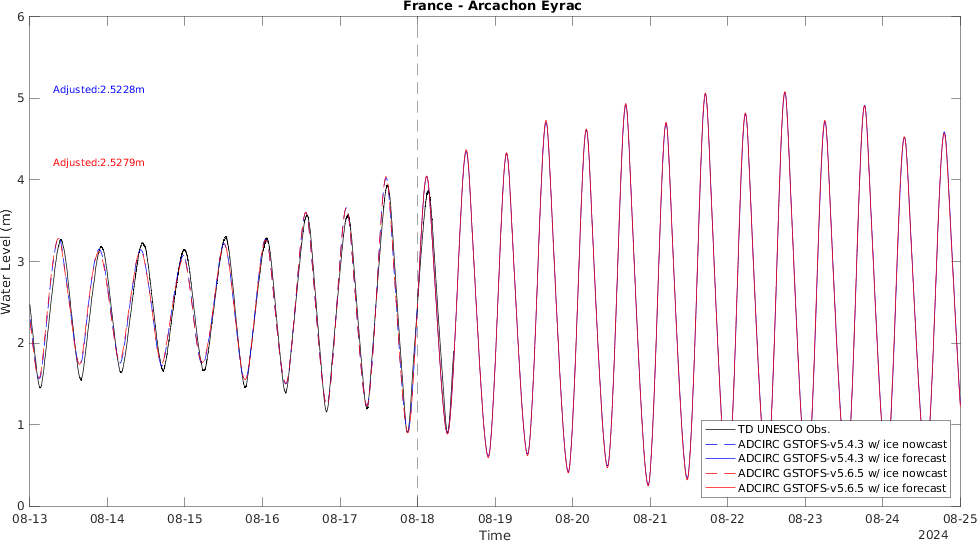 France - Arcachon Eyrac
6
5
4
3
2
1
0
Water Level (m)
Adjusted:2.5228m
Adjusted:2.5279m
TD UNESCO Obs.
ADCIRC GSTOFS-v5.4.3 w/ ice nowcast
ADCIRC GSTOFS-v5.4.3 w/ ice forecast
ADCIRC GSTOFS-v5.6.5 w/ ice nowcast
ADCIRC GSTOFS-v5.6.5 w/ ice forecast
08-13 08-14 08-15 08-16 08-17 08-18 08-19 08-20 08-21 08-22 08-23 08-24 08-25
Time
2024